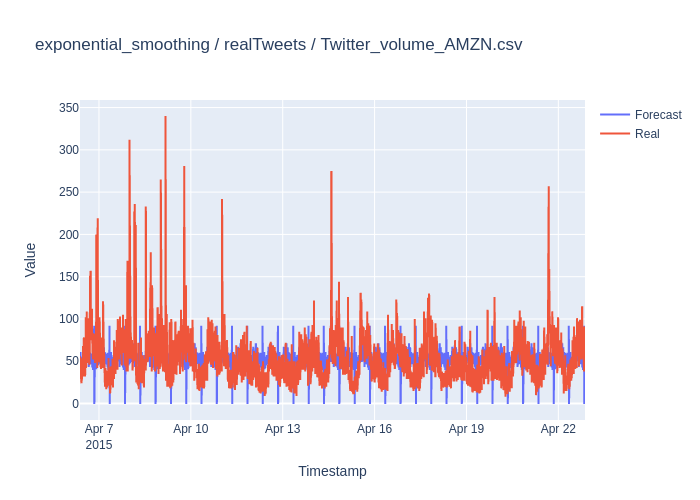 exponential_smoothing / realTweets / Twitter_volume_AMZN.csv
Forecast
Real
350
300
250
200
150
100
50
0
Value
Apr 7
2015
Apr 10
Apr 13
Apr 16
Apr 19
Apr 22
Timestamp